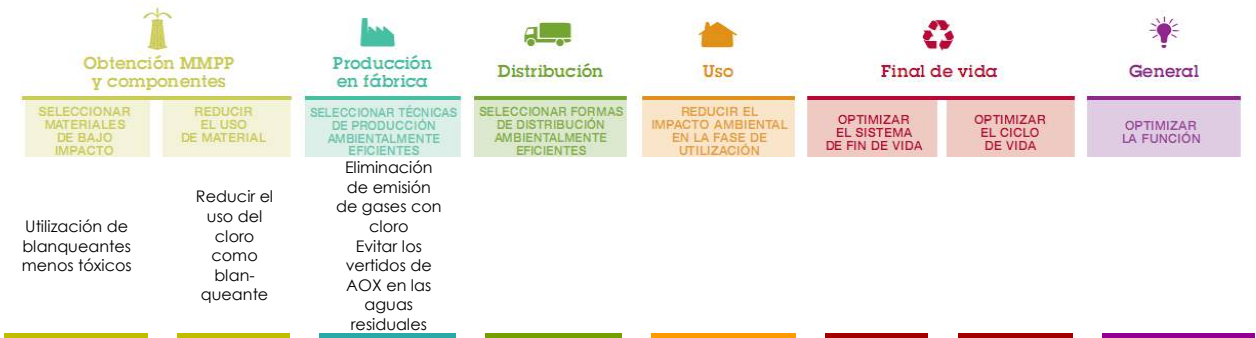 Obtención MMPP
y componentes
Producción
en fábrica
Distribución
Uso
Final de vida
General
SELECCIONAR
MATERIALES
DE BAJO
IMPACTO
REDUCIR
EL USO
DE MATERIAL
SELECCIONAR TÉCNICAS
DE PRODUCCIÓN
AMBIENTALMENTE
EFICIENTES
SELECCIONAR FORMAS
DE DISTRIBUCIÓN
AMBIENTALMENTE
EFICIENTES
REDUCIR EL
IMPACTO AMBIENTAL
EN LA FASE DE
UTILIZACIÓN
OPTIMIZAR
EL SISTEMA
DE FIN DE VIDA
OPTIMIZAR
EL CICLO
DE VIDA
OPTIMIZAR
LA FUNCIÓN
Utilización de
blanqueantes
menos tóxicos
Reducir el
uso del
cloro
como
blan-
queante
Eliminación
de emisión
de gases con
cloro
Evitar los
vertidos de
AOX en las
aguas
residuales